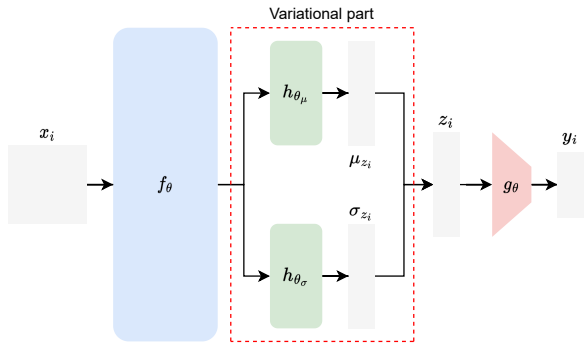 Variational part
x_i
f_θ
h_{θ_μ}
μ_{z_i}
σ_{z_i}
h_{θ_σ}
z_i
g_θ
y_i